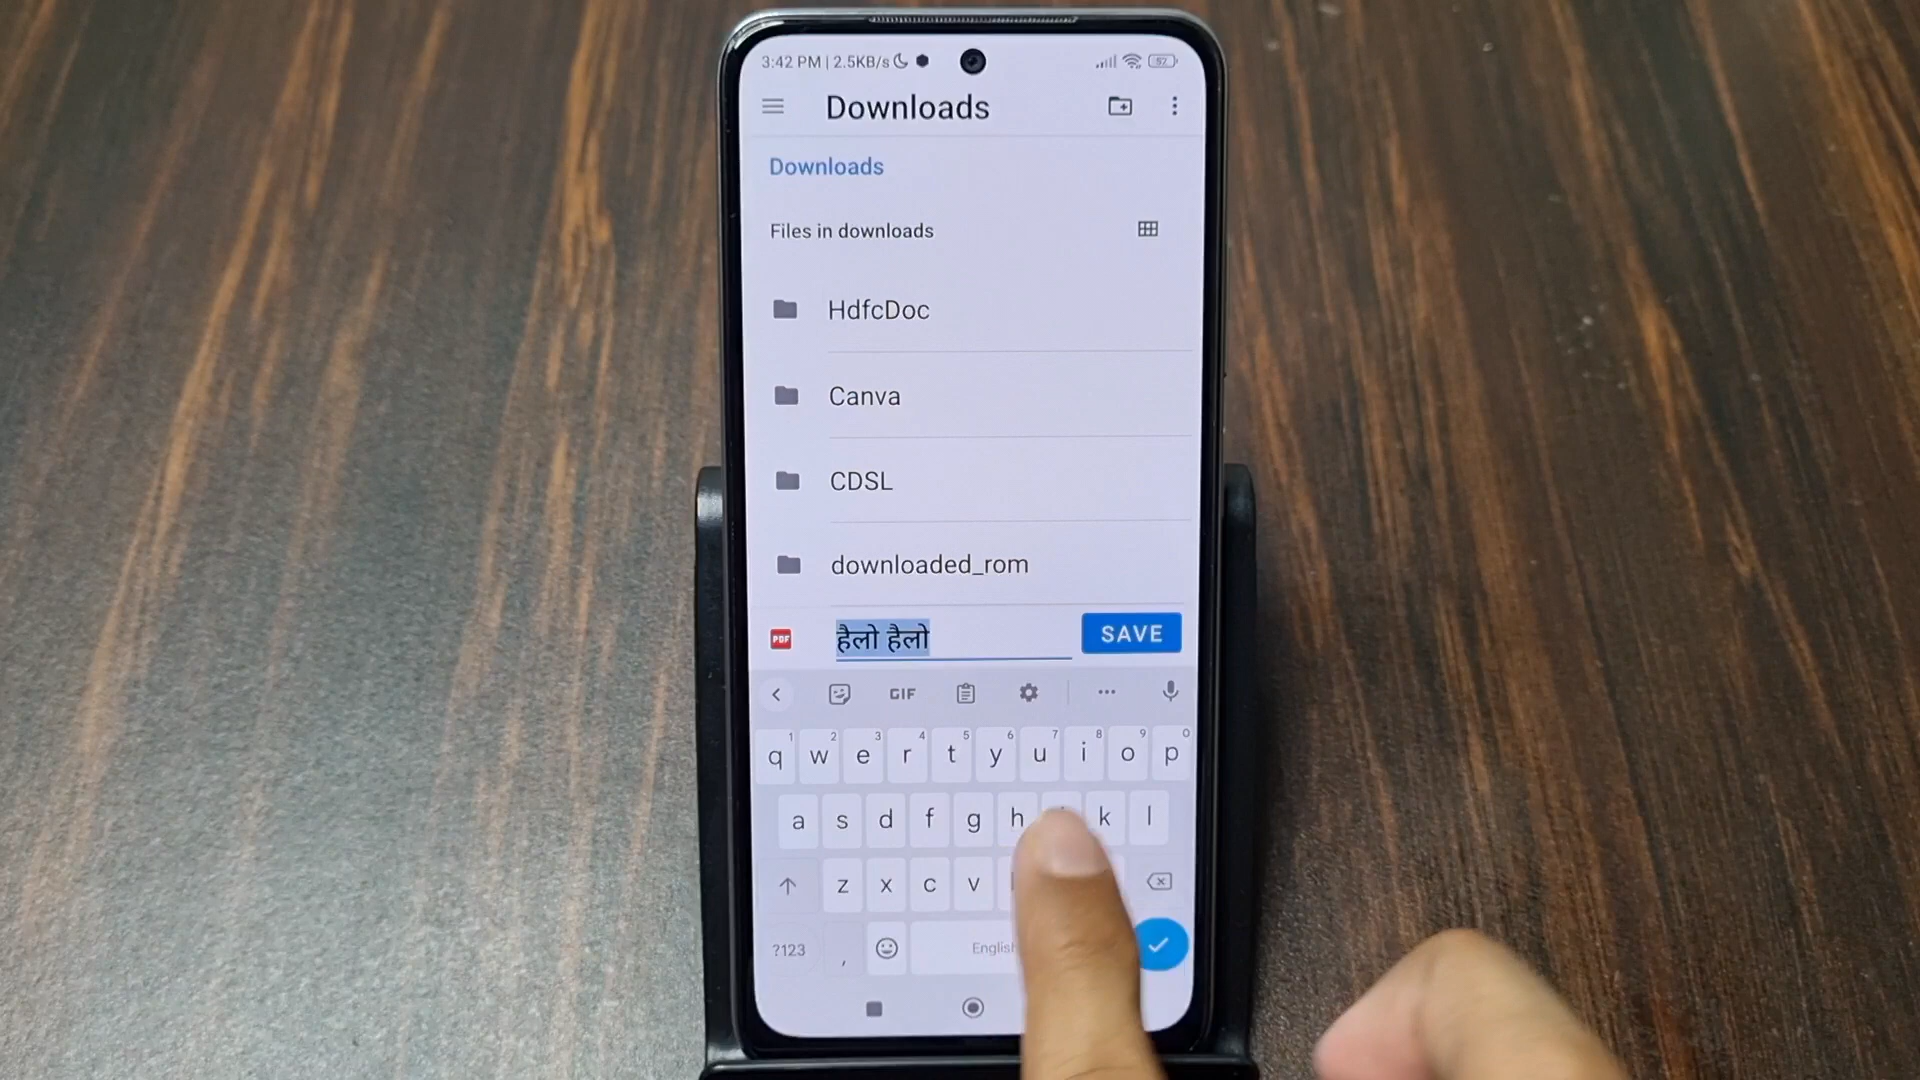 3:42 PM | 2.5KB/s
Downloads
Downloads
Files in downloads
HdfcDoc
Canva
CDSL
downloaded_rom
PDF
हैलो हैलो
SAVE
GIF
1 2 3 4 5 6 7 8 9 0
q w e r t y u i o p
a s d f g h k l
z x c v
?123 , English